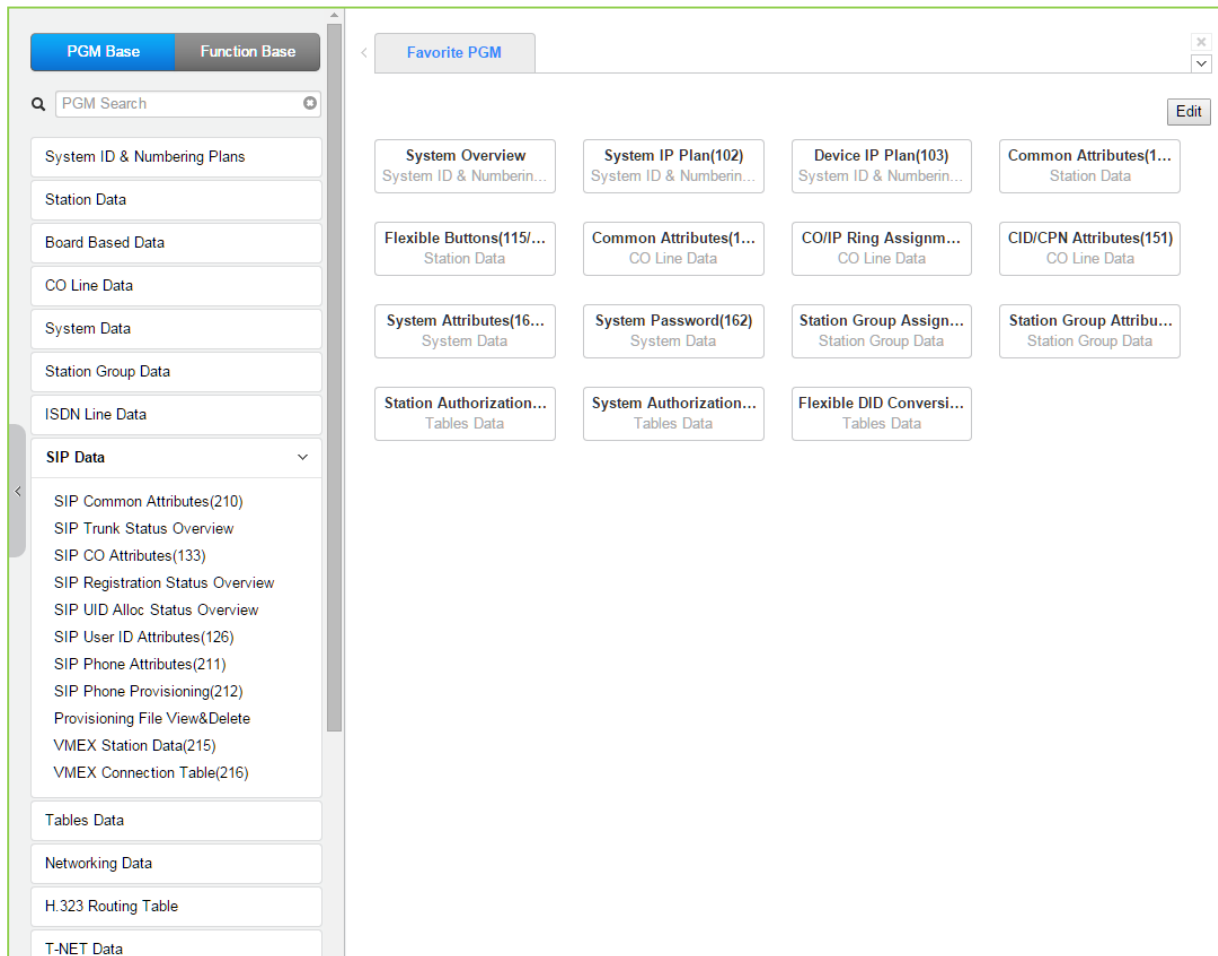 PGM Base
Function Base
PGM Search
System ID & Numbering Plans
Station Data
Board Based Data
CO Line Data
System Data
Station Group Data
ISDN Line Data
SIP Data
SIP Common Attributes(210)
SIP Trunk Status Overview
SIP CO Attributes(133)
SIP Registration Status Overview
SIP UID Alloc Status Overview
SIP User ID Attributes(126)
SIP Phone Attributes(211)
SIP Phone Provisioning(212)
Provisioning File View&Delete
VMEX Station Data(215)
VMEX Connection Table(216)
Tables Data
Networking Data
H.323 Routing Table
T-NET Data
Favorite PGM
Edit
System Overview
System ID & Numberin...
System IP Plan(102)
System ID & Numberin...
Device IP Plan(103)
System ID & Numberin...
Common Attributes(1...
Station Data
Flexible Buttons(115/...
Station Data
Common Attributes(1...
CO Line Data
CO/IP Ring Assignm...
CO Line Data
CID/CPN Attributes(151)
CO Line Data
System Attributes(16...
System Data
System Password(162)
System Data
Station Group Assign...
Station Group Data
Station Group Attribu...
Station Group Data
Station Authorization...
Tables Data
System Authorization...
Tables Data
Flexible DID Conversi...
Tables Data